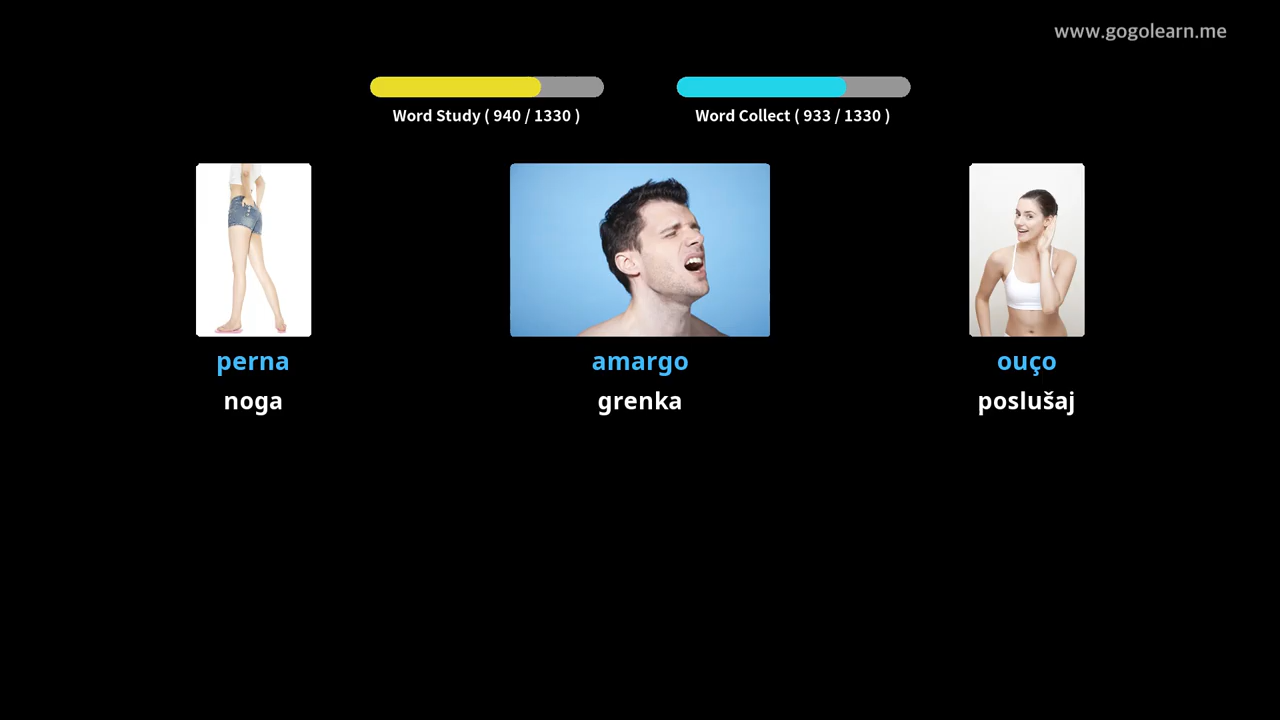 www.gogolearn.me
Word Study ( 940 / 1330 )
Word Collect ( 933 / 1330 )
perna
amargo
ouço
noga
grenka
poslušaj